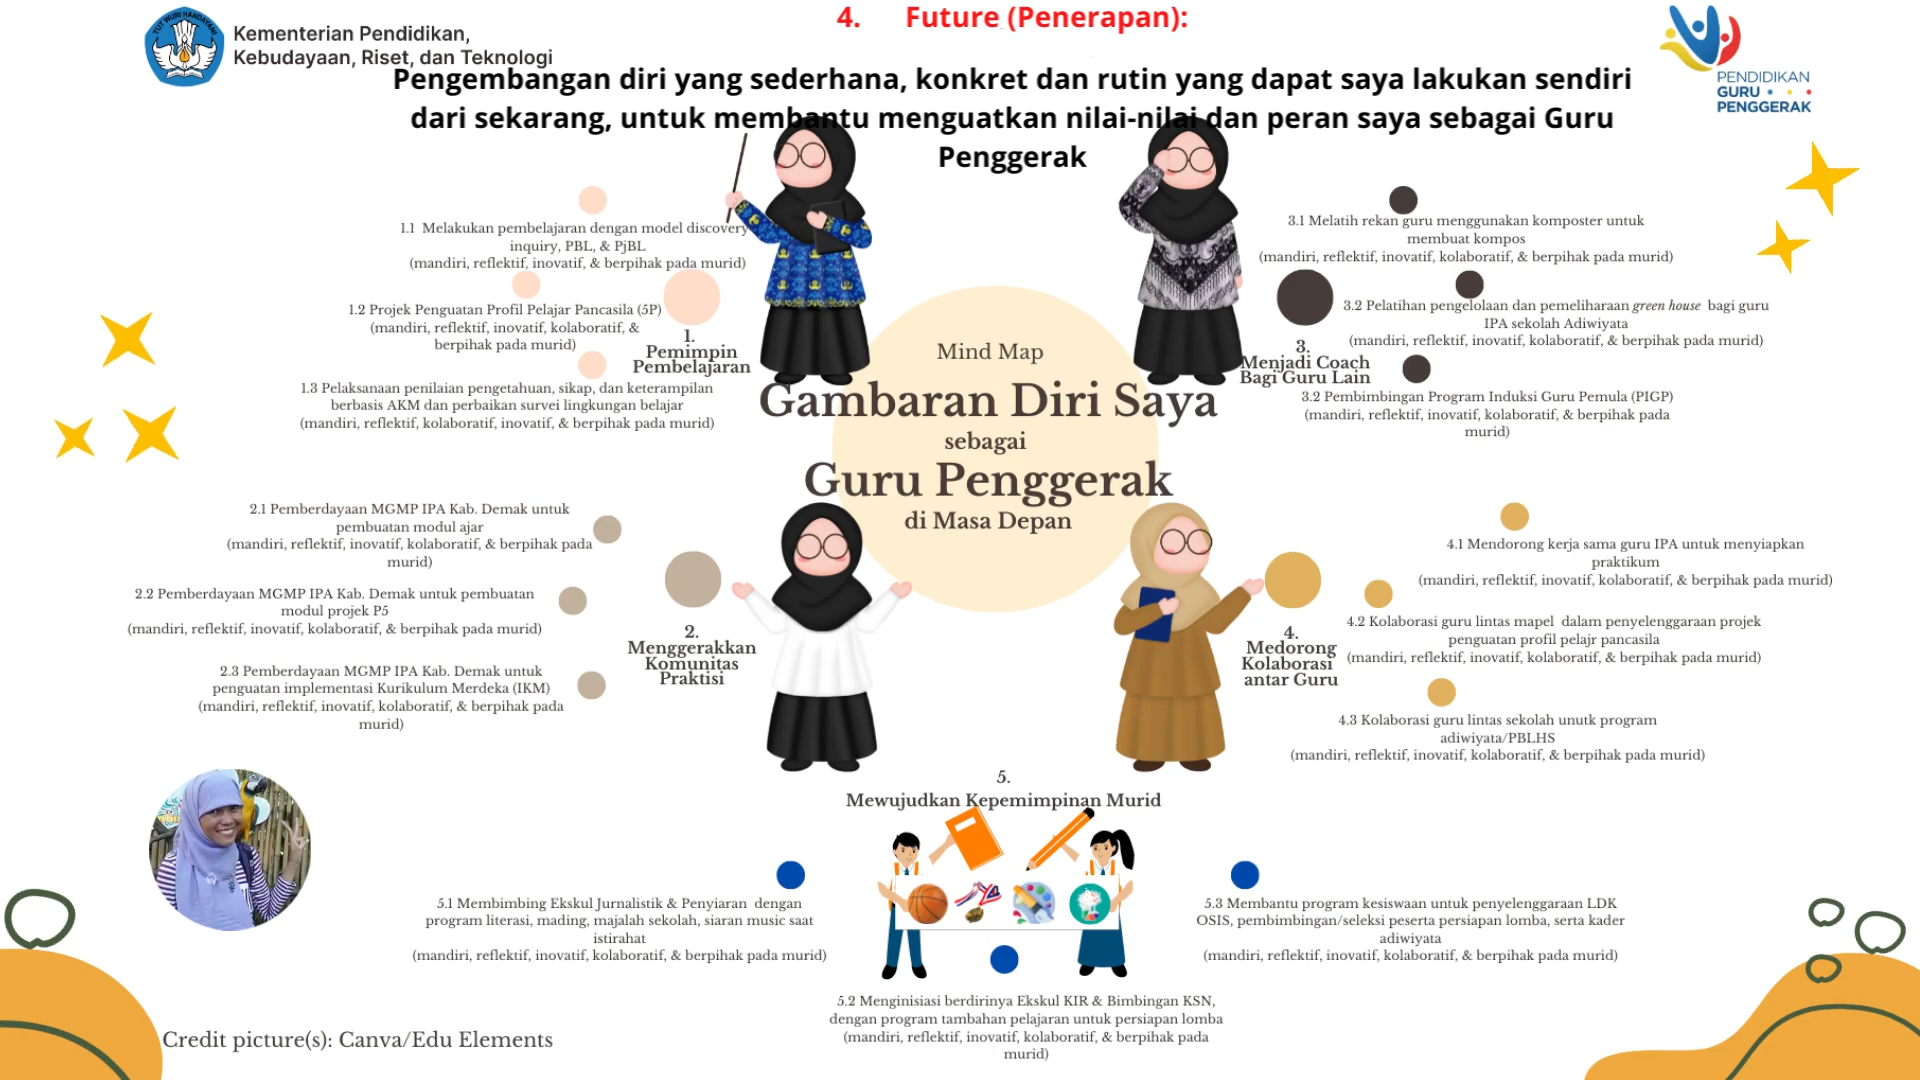 Kementerian Pendidikan,
Kebudayaan, Riset, dan Teknologi
4. Future (Penerapan):
Pengembangan diri yang sederhana, konkret dan rutin yang dapat saya lakukan sendiri
dari sekarang, untuk membantu menguatkan nilai-nilai dan peran saya sebagai Guru
Penggerak
PENDIDIKAN
GURU
PENGGERAK
1.1 Melakukan pembelajaran dengan model discovery
inquiry, PBL, & PjBL
(mandiri, reflektif, inovatif, & berpihak pada murid)
1.2 Projek Penguatan Profil Pelajar Pancasila (5P)
(mandiri, reflektif, inovatif, kolaboratif, &
berpihak pada murid)
1.
Pemimpin
Pembelajaran
1.3 Pelaksanaan penilaian pengetahuan, sikap, dan keterampilan
berbasis AKM dan perbaikan survei lingkungan belajar
(mandiri, reflektif, kolaboratif, inovatif, & berpihak pada murid)
Mind Map
Gambaran Diri Saya
sebagai
Guru Penggerak
di Masa Depan
3.1 Melatih rekan guru menggunakan komposter untuk
membuat kompos
(mandiri, reflektif, inovatif, kolaboratif, & berpihak pada murid)
3.2 Pelatihan pengelolaan dan pemeliharaan green house bagi guru
IPA sekolah Adiwiyata
(mandiri, reflektif, inovatif, kolaboratif, & berpihak pada murid)
3.
Menjadi Coach
Bagi Guru Lain
3.2 Pembimbingan Program Induksi Guru Pemula (PIGP)
(mandiri, reflektif, inovatif, kolaboratif, & berpihak pada
murid)
2.1 Pemberdayaan MGMP IPA Kab. Demak untuk
pembuatan modul ajar
(mandiri, reflektif, inovatif, kolaboratif, & berpihak pada
murid)
2.2 Pemberdayaan MGMP IPA Kab. Demak untuk pembuatan
modul projek P5
(mandiri, reflektif, inovatif, kolaboratif, & berpihak pada murid)
2.
Menggerakkan
Komunitas
Praktisi
2.3 Pemberdayaan MGMP IPA Kab. Demak untuk
penguatan implementasi Kurikulum Merdeka (IKM)
(mandiri, reflektif, inovatif, kolaboratif, & berpihak pada
murid)
4.1 Mendorong kerja sama guru IPA untuk menyiapkan
praktikum
(mandiri, reflektif, inovatif, kolaboratif, & berpihak pada murid)
4.
Medorong
Kolaborasi
antar Guru
4.2 Kolaborasi guru lintas mapel dalam penyelenggaraan projek
penguatan profil pelajr pancasila
(mandiri, reflektif, inovatif, kolaboratif, & berpihak pada murid)
4.3 Kolaborasi guru lintas sekolah unutk program
adiwiyata/PBLHS
(mandiri, reflektif, inovatif, kolaboratif, & berpihak pada murid)
5.
Mewujudkan Kepemimpinan Murid
5.1 Membimbing Ekskul Jurnalistik & Penyiaran dengan
program literasi, mading, majalah sekolah, siaran music saat
istirahat
(mandiri, reflektif, inovatif, kolaboratif, & berpihak pada murid)
5.2 Menginisiasi berdirinya Ekskul KIR & Bimbingan KSN,
dengan program tambahan pelajaran untuk persiapan lomba
(mandiri, reflektif, inovatif, kolaboratif, & berpihak pada
murid)
5.3 Membantu program kesiswaan untuk penyelenggaraan LDK
OSIS, pembimbingan/seleksi peserta persiapan lomba, serta kader
adiwiyata
(mandiri, reflektif, inovatif, kolaboratif, & berpihak pada murid)
Credit picture(s): Canva/Edu Elements
TUT WURI HANDAYANI